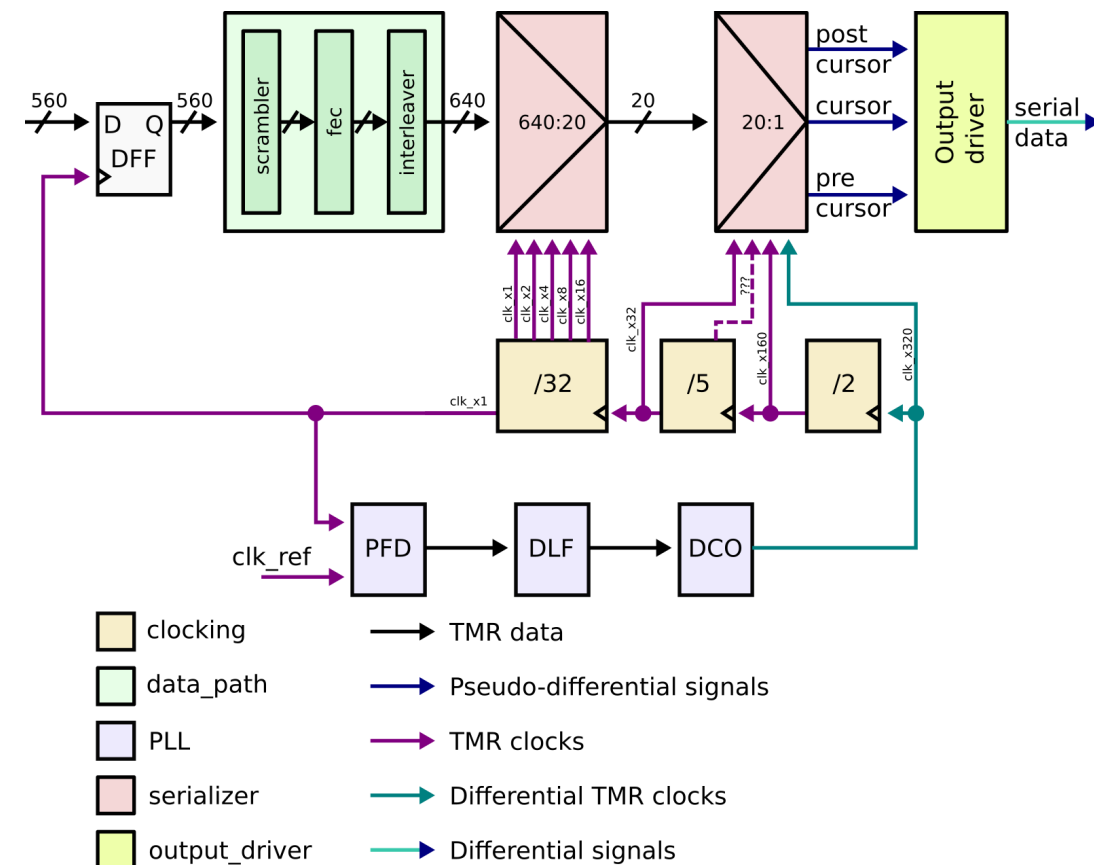 560
560
D Q
DFF
scrambler
fec
interleaver
640
640:20
20
20:1
post
cursor
cursor
pre
cursor
Output
driver
serial
data
clk_x1
clk_x2
clk_x4
clk_x8
clk_x16
clk_x32
???
clk_x160
clk_x320
clk_x1
/32
/5
/2
clk_ref
PFD
DLF
DCO
clocking
TMR data
data_path
Pseudo-differential signals
PLL
TMR clocks
serializer
Differential TMR clocks
output_driver
Differential signals